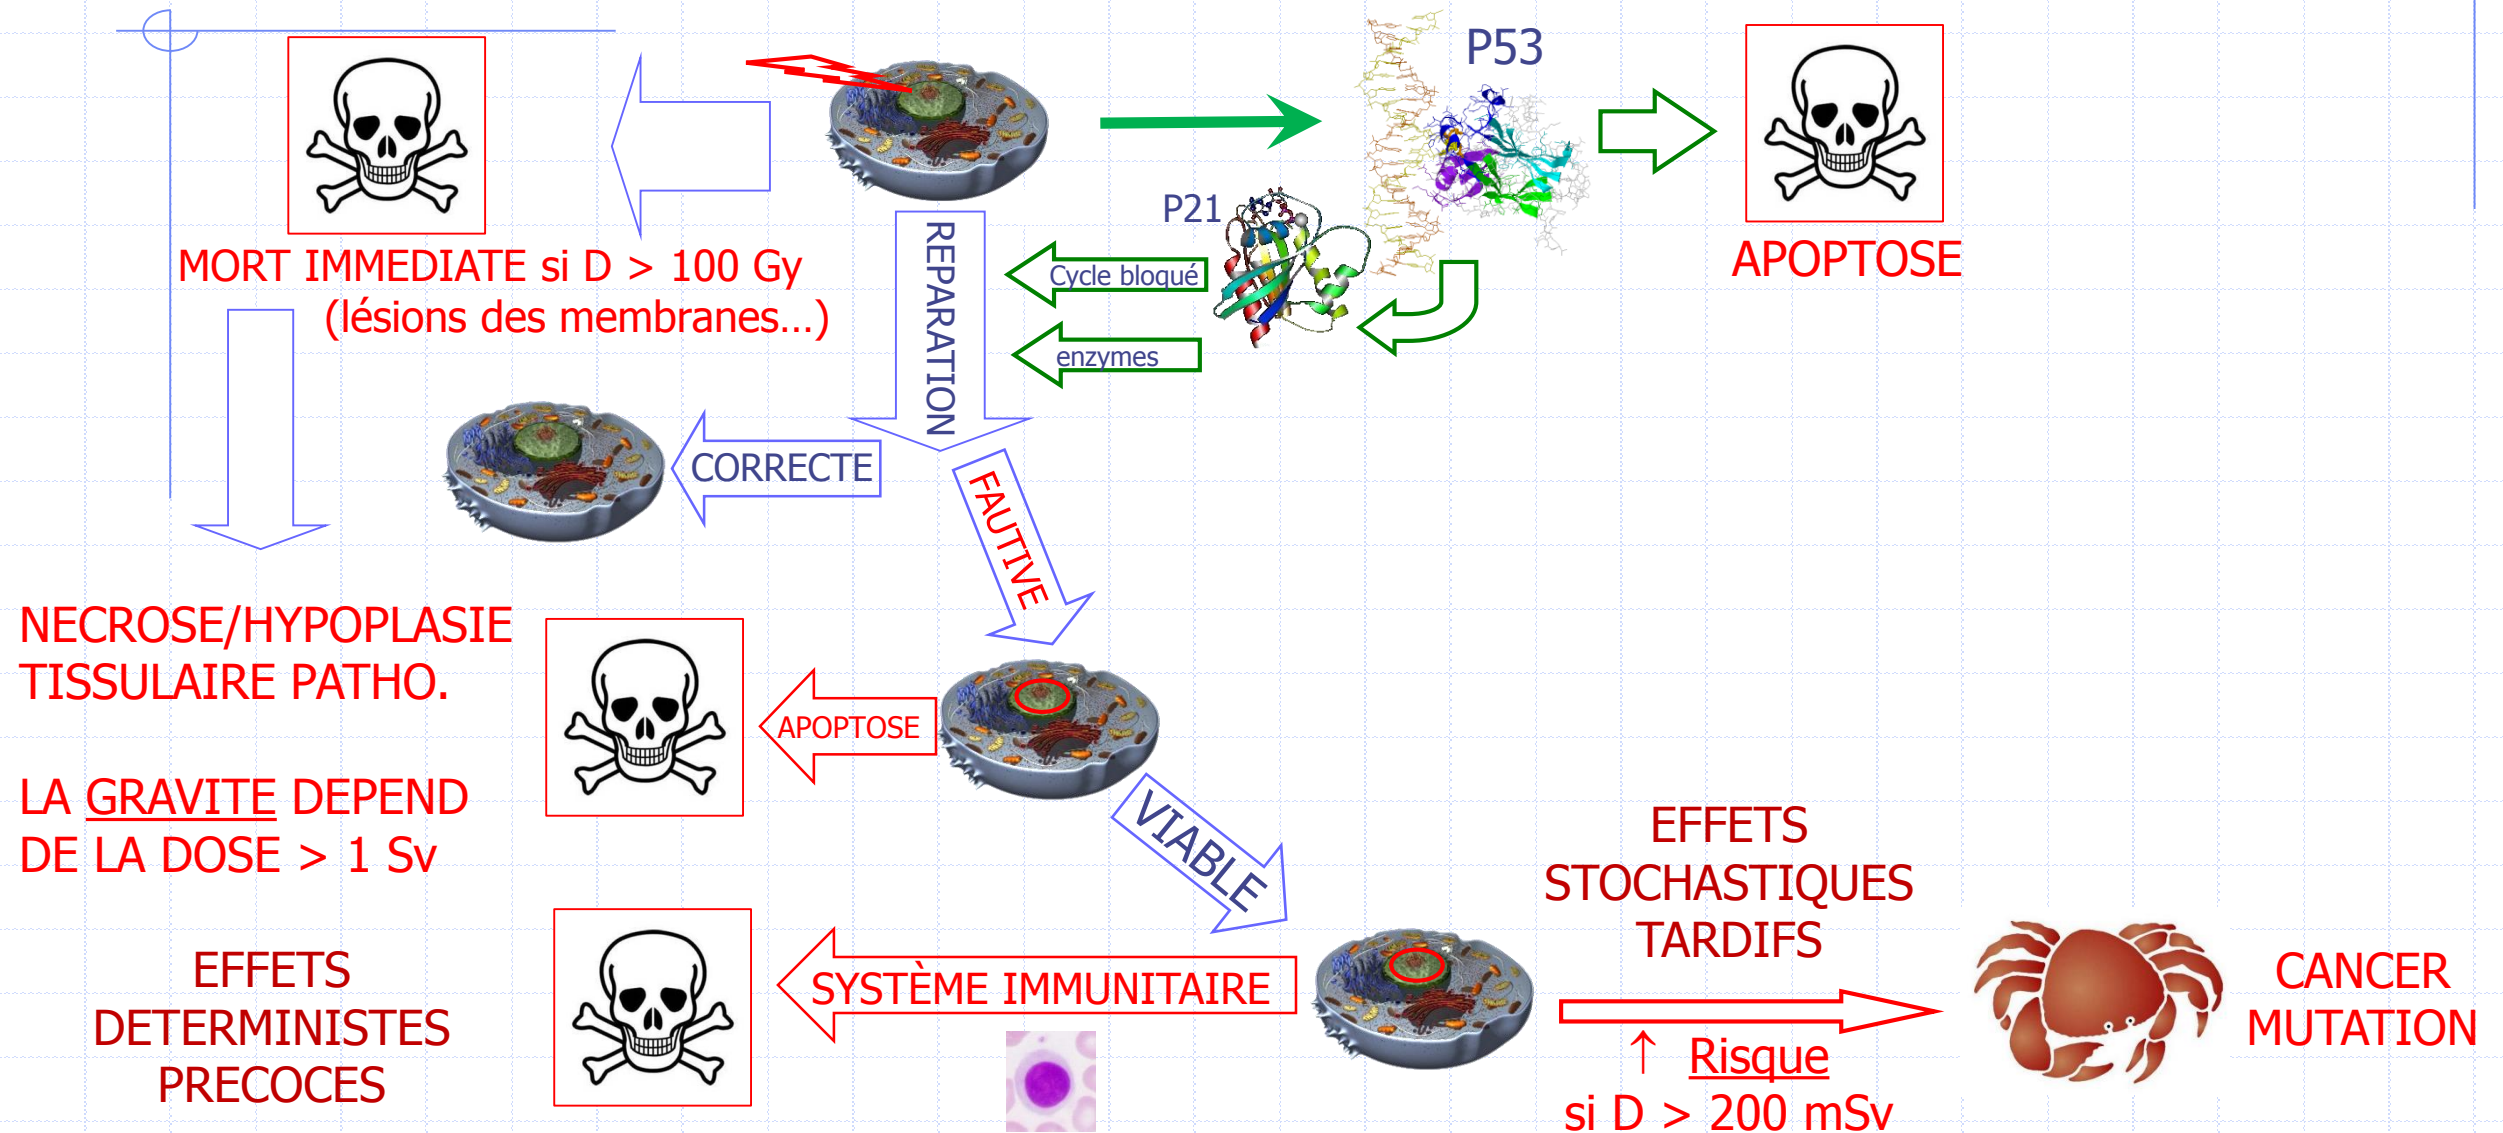 P53
P21
MORT IMMEDIATE si D > 100 Gy
(lésions des membranes…)
APOPTOSE
REPARATION
Cycle bloqué
enzymes
CORRECTE
FAUTIVE
NECROSE/HYPOPLASIE
TISSULAIRE PATHO.
APOPTOSE
LA GRAVITE DEPEND
DE LA DOSE > 1 Sv
VIABLE
EFFETS
STOCHASTIQUES
TARDIFS
EFFETS
DETERMINISTES
PRECOCES
SYSTÈME IMMUNITAIRE
CANCER
MUTATION
↑ Risque
si D > 200 mSv